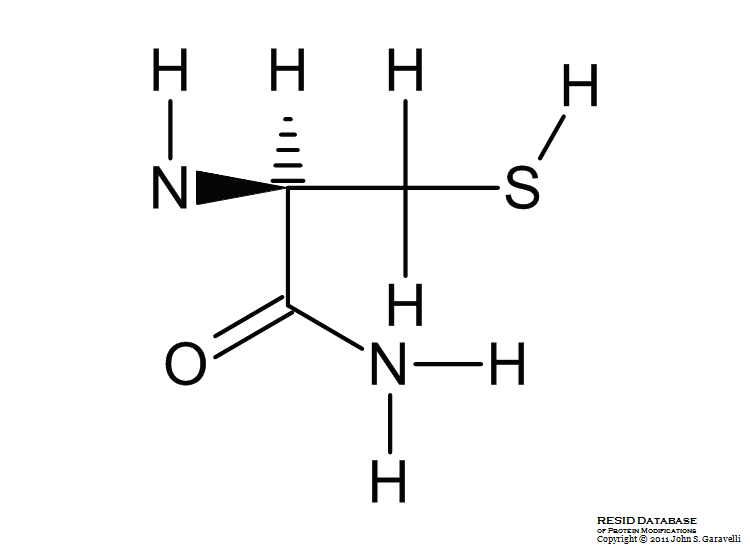 H H H H
N S
H
O N H
H
RESID DATABASE
OF PROTEIN MODIFICATIONS
Copyright © 2011 John S. Garavelli